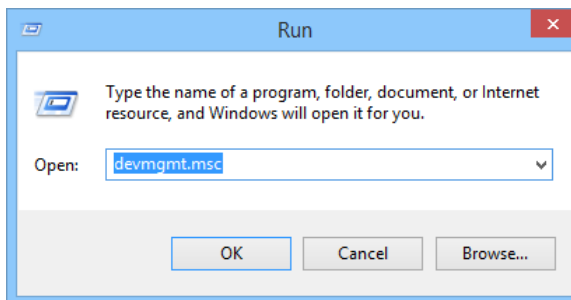 Run
Type the name of a program, folder, document, or Internet
resource, and Windows will open it for you.
Open: devmgmt.msc
OK Cancel Browse...